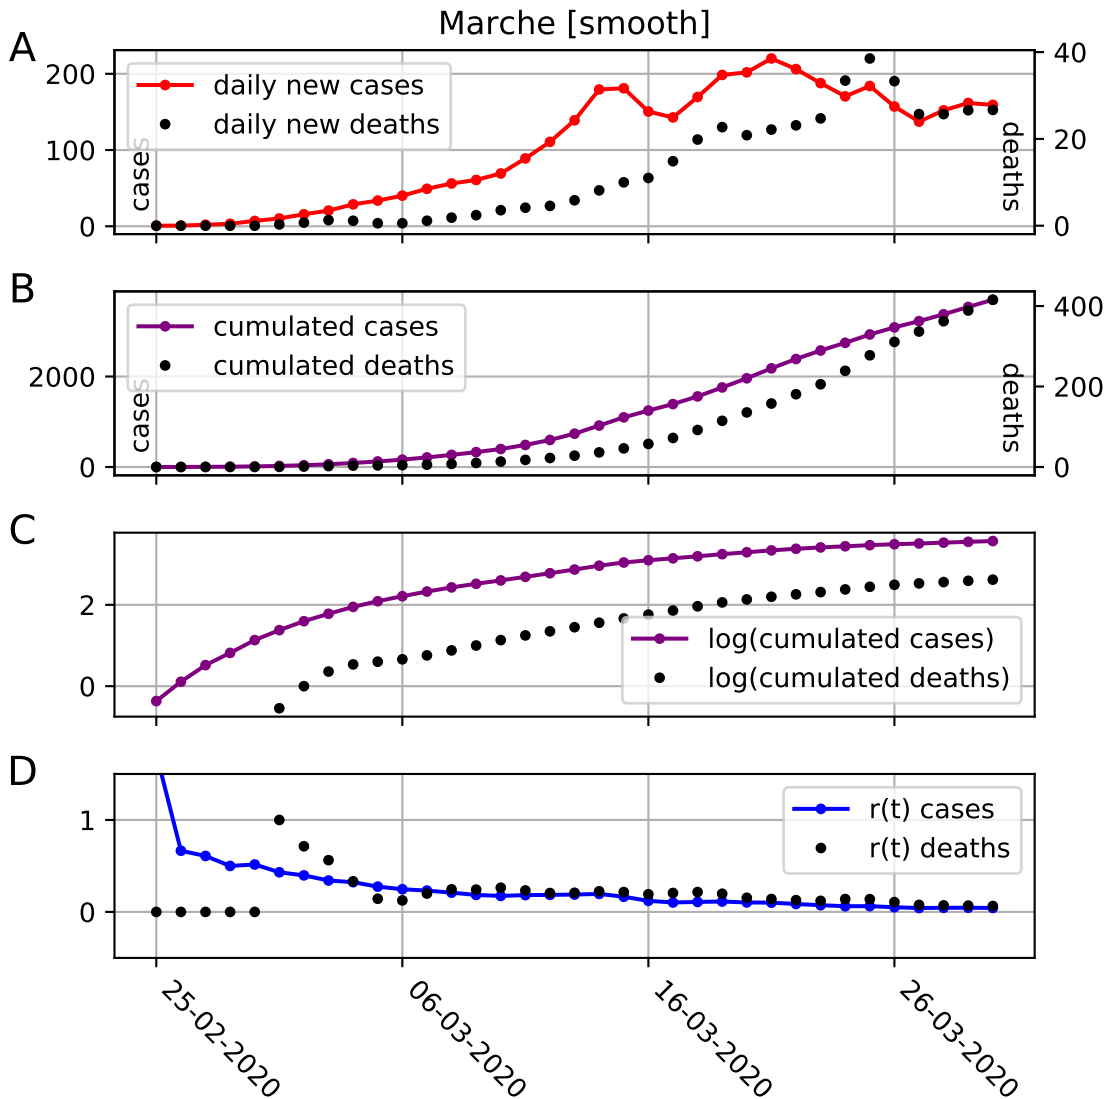 Marche [smooth]
A
daily new cases
daily new deaths
cases
deaths
200
100
0
40
20
0
B
cumulated cases
cumulated deaths
cases
deaths
2000
0
400
200
0
C
log(cumulated cases)
log(cumulated deaths)
2
0
D
r(t) cases
r(t) deaths
1
0
25-02-2020
06-03-2020
16-03-2020
26-03-2020